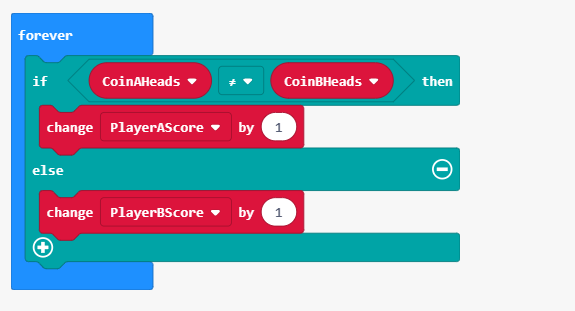 forever
if CoinAHeads ≠ CoinBHeads then
change PlayerAScore by 1
else
change PlayerBScore by 1